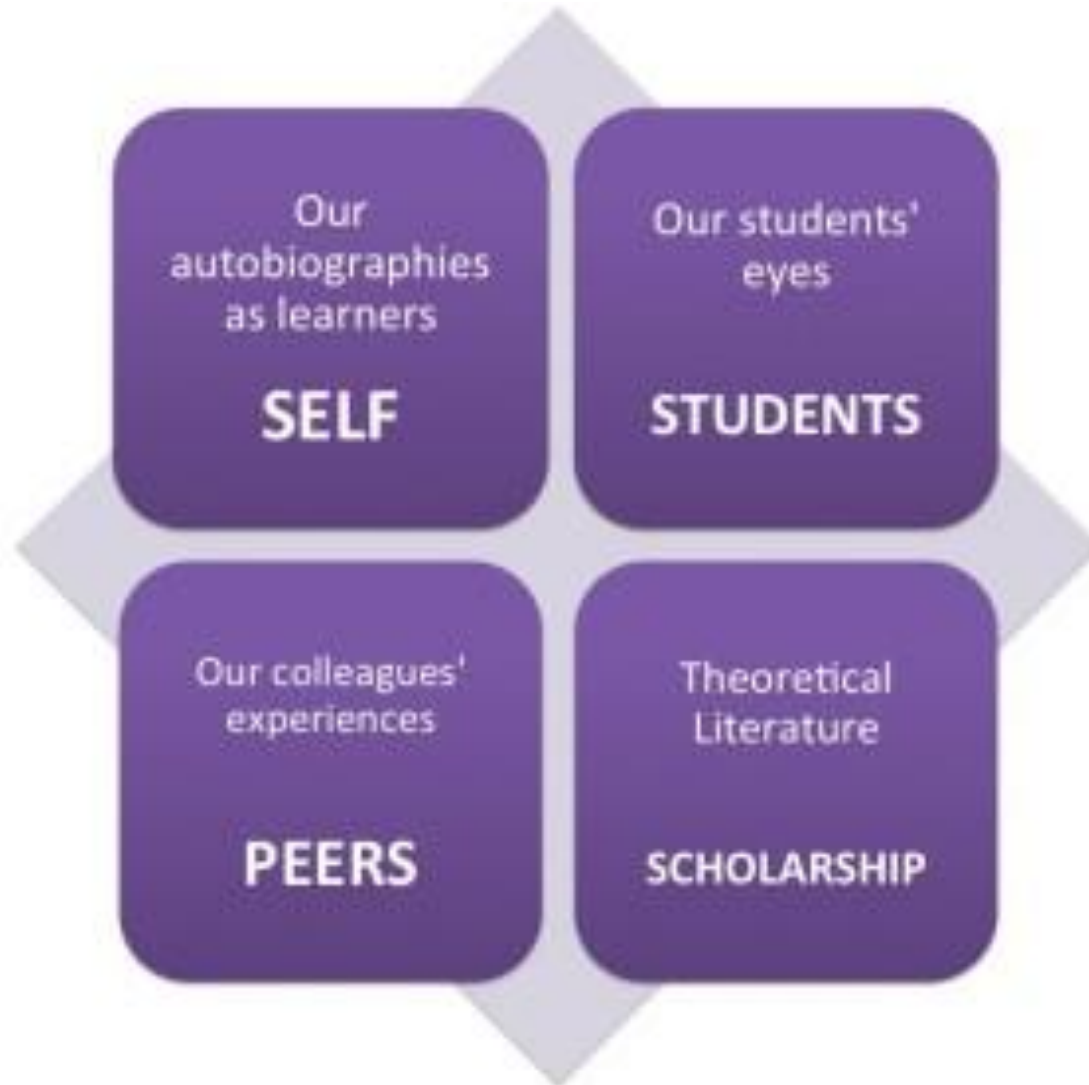 Our
autobiographies
as learners
SELF
Our students'
eyes
STUDENTS
Our colleagues'
experiences
PEERS
Theoretical
Literature
SCHOLARSHIP